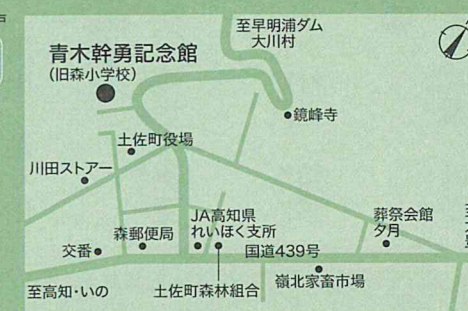 至早明浦ダム
大川村
青木幹勇記念館
(旧森小学校)
鏡峰寺
土佐町役場
川田ストアー
JA高知県
れいほく支所
葬祭会館
夕月
森郵便局
交番
国道439号
嶺北家畜市場
至高知・いの
土佐町森林組合